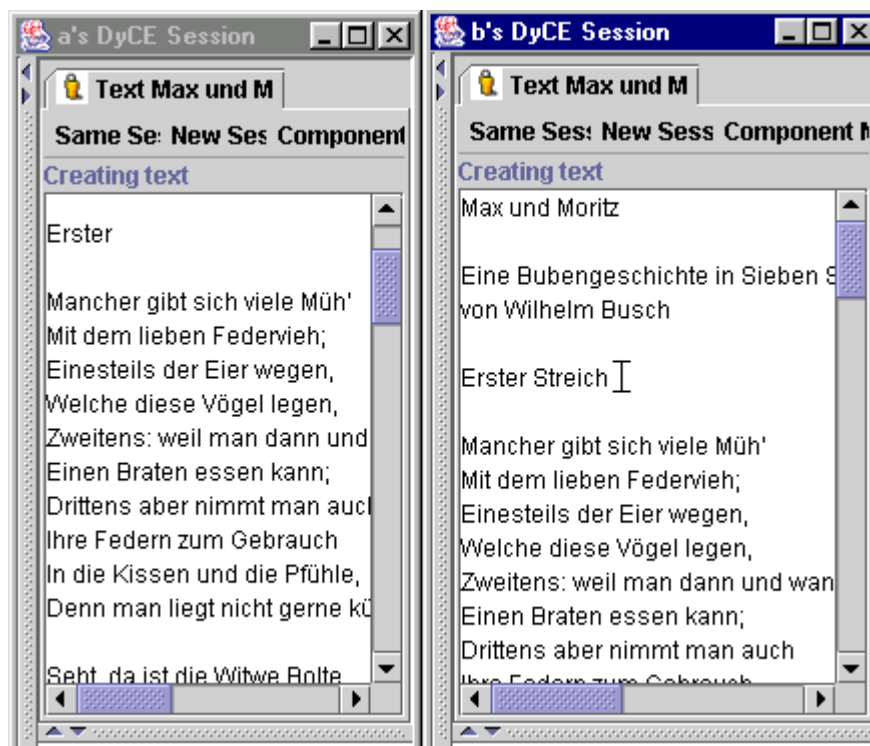 a's DyCE Session
Text Max und M
Same Se: New Ses Component
Creating text
Erster
Mancher gibt sich viele Müh'
Mit dem lieben Federvieh;
Einesteils der Eier wegen,
Welche diese Vögel legen,
Zweitens: weil man dann und
Einen Braten essen kann;
Drittens aber nimmt man aucl
Ihre Federn zum Gebrauch
In die Kissen und die Pfühle,
Denn man liegt nicht gerne kü
Seht, da ist die Witwe Bolte
b's DyCE Session
Text Max und M
Same Ses: New Sess Component M
Creating text
Max und Moritz
Eine Bubengeschichte in Sieben S
von Wilhelm Busch
Erster Streich
Mancher gibt sich viele Müh'
Mit dem lieben Federvieh;
Einesteils der Eier wegen,
Welche diese Vögel legen,
Zweitens: weil man dann und wan
Einen Braten essen kann;
Drittens aber nimmt man auch
Ihre Federn zum Gebrauch